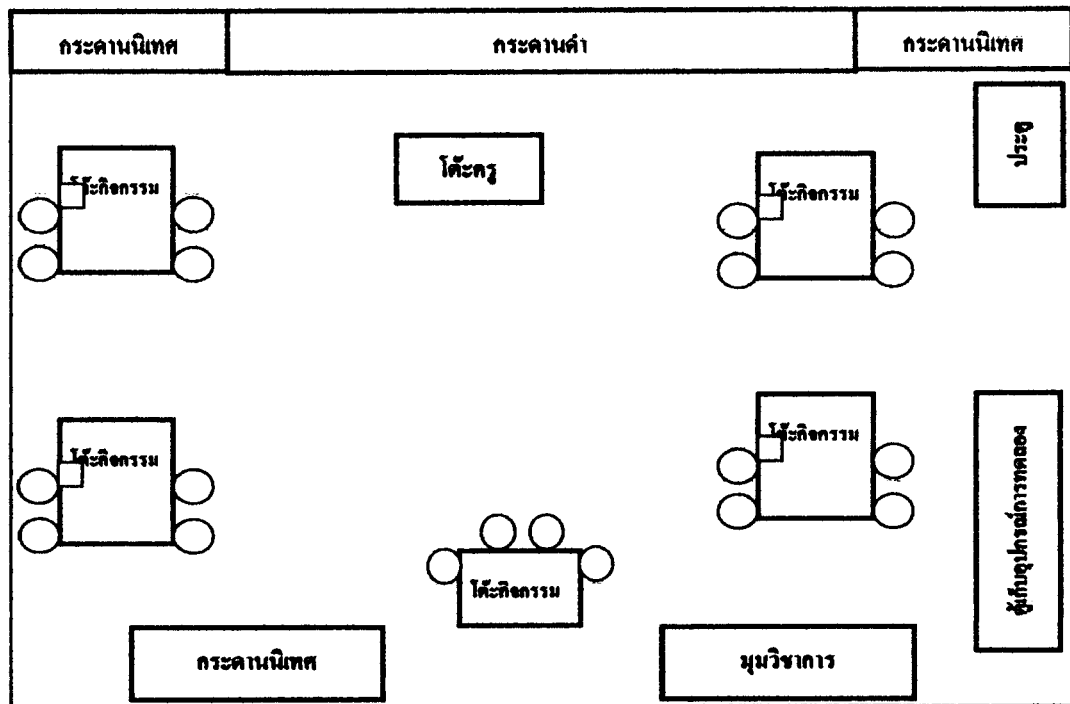 กระดานนิเทศ
กระดานดำ
กระดานนิเทศ
ประตู
โต๊ะครู
โต๊ะกิจกรรม
โต๊ะกิจกรรม
โต๊ะกิจกรรม
โต๊ะกิจกรรม
ตู้เก็บอุปกรณ์การทดลอง
โต๊ะกิจกรรม
กระดานนิเทศ
มุมวิชาการ